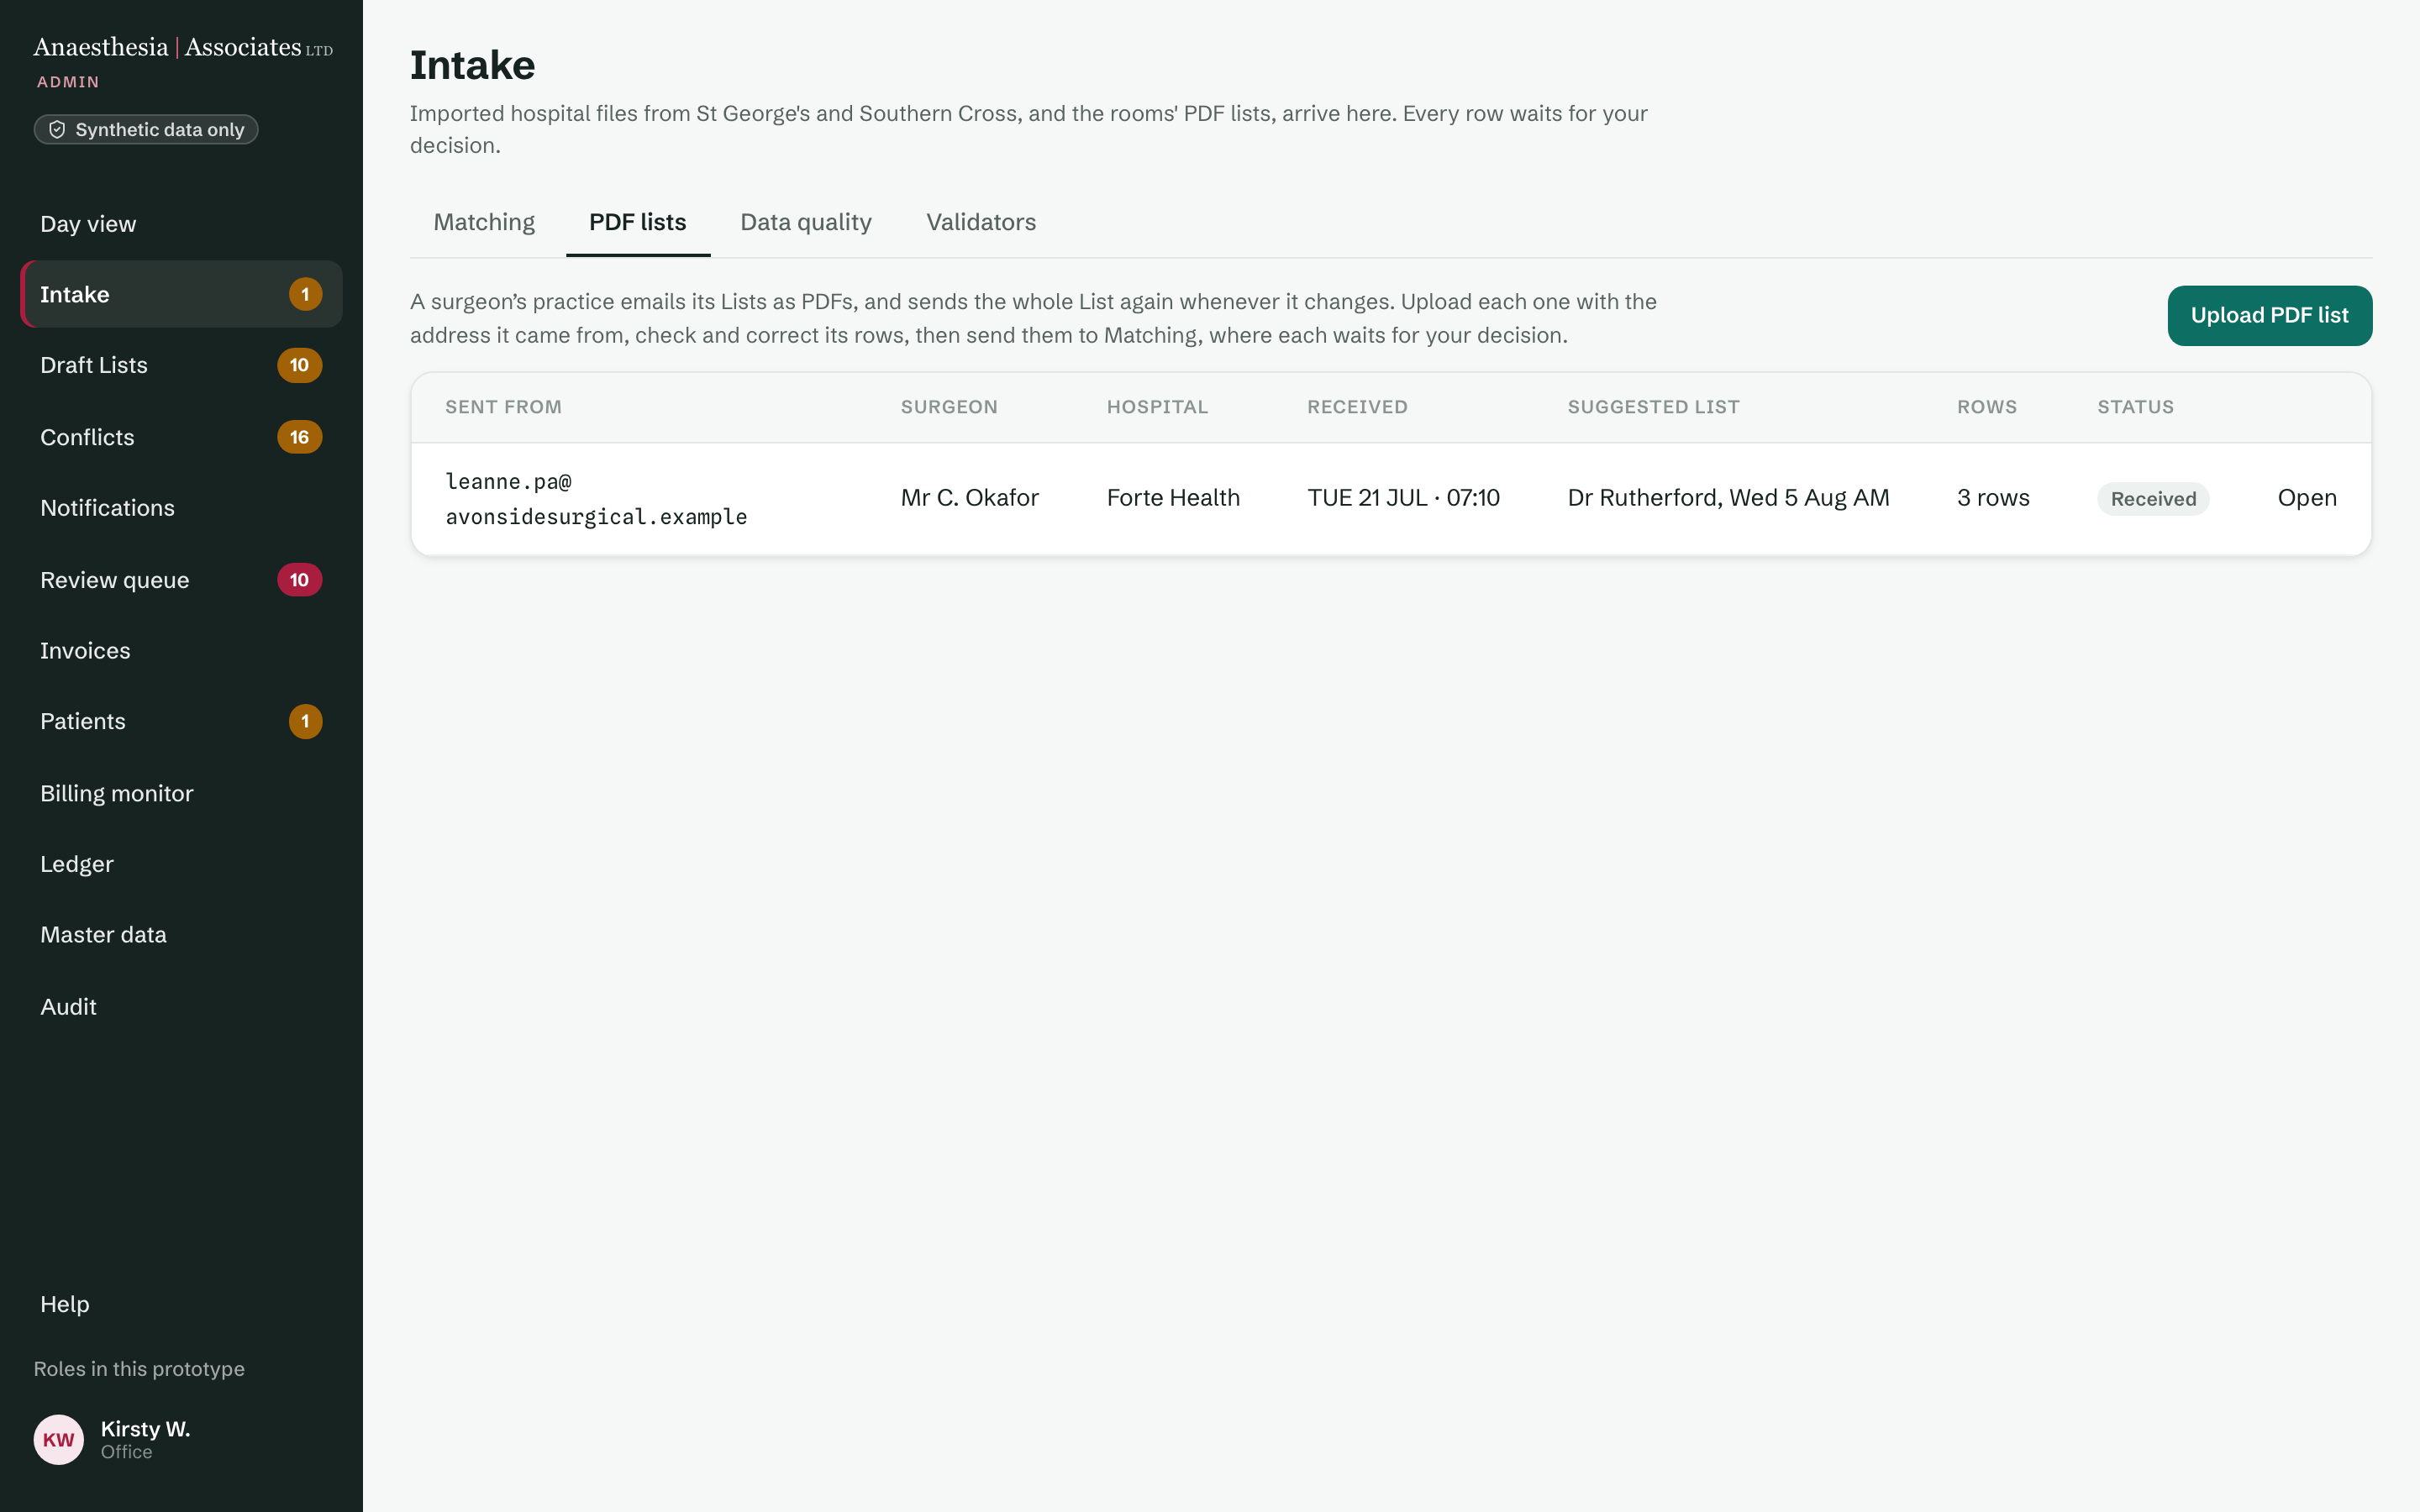 Anaesthesia | Associates LTD
ADMIN
Synthetic data only
Day view
Intake 1
Draft Lists 10
Conflicts 16
Notifications
Review queue 10
Invoices
Patients 1
Billing monitor
Ledger
Master data
Audit
Help
Roles in this prototype
KW
Kirsty W.
Office
Intake
Imported hospital files from St George's and Southern Cross, and the rooms' PDF lists, arrive here. Every row waits for your
decision.
Matching PDF lists Data quality Validators
A surgeon’s practice emails its Lists as PDFs, and sends the whole List again whenever it changes. Upload each one with the
address it came from, check and correct its rows, then send them to Matching, where each waits for your decision.
Upload PDF list
SENT FROM SURGEON HOSPITAL RECEIVED SUGGESTED LIST ROWS STATUS
leanne.pa@
avonsidesurgical.example
Mr C. Okafor Forte Health TUE 21 JUL · 07:10 Dr Rutherford, Wed 5 Aug AM 3 rows Received Open